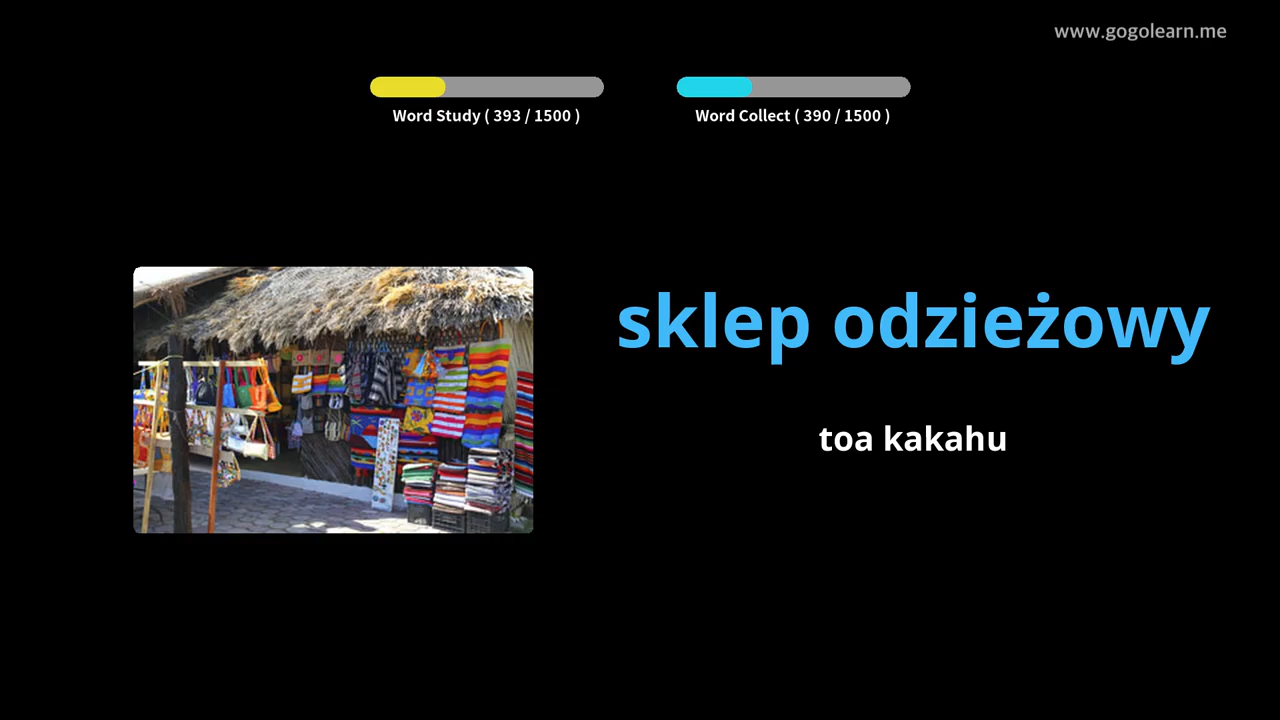 www.gogolearn.me
Word Study ( 393 / 1500 )
Word Collect ( 390 / 1500 )
sklep odzieżowy
toa kakahu